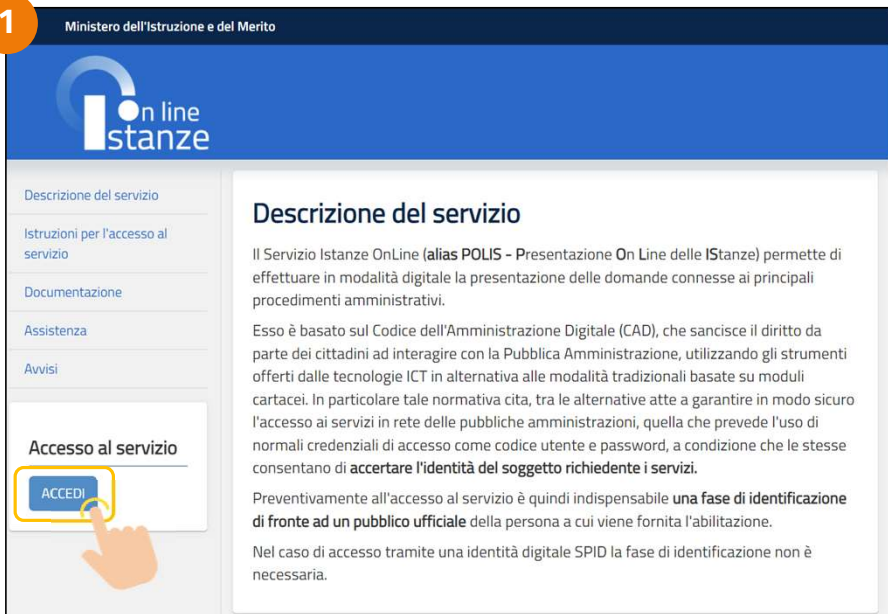 1
Ministero dell'Istruzione e del Merito
On line
Istanze
Descrizione del servizio
Istruzioni per l'accesso al
servizio
Documentazione
Assistenza
Avvisi
Accesso al servizio
ACCEDI
Descrizione del servizio
Il Servizio Istanze OnLine (alias POLIS - Presentazione On Line delle IStanze) permette di
effettuare in modalità digitale la presentazione delle domande connesse ai principali
procedimenti amministrativi.
Esso è basato sul Codice dell'Amministrazione Digitale (CAD), che sancisce il diritto da
parte dei cittadini ad interagire con la Pubblica Amministrazione, utilizzando gli strumenti
offerti dalle tecnologie ICT in alternativa alle modalità tradizionali basate su moduli
cartacei. In particolare tale normativa cita, tra le alternative atte a garantire in modo sicuro
l'accesso ai servizi in rete delle pubbliche amministrazioni, quella che prevede l'uso di
normali credenziali di accesso come codice utente e password, a condizione che le stesse
consentano di accertare l'identità del soggetto richiedente i servizi.
Preventivamente all'accesso al servizio è quindi indispensabile una fase di identificazione
di fronte ad un pubblico ufficiale della persona a cui viene fornita l'abilitazione.
Nel caso di accesso tramite una identità digitale SPID la fase di identificazione non è
necessaria.